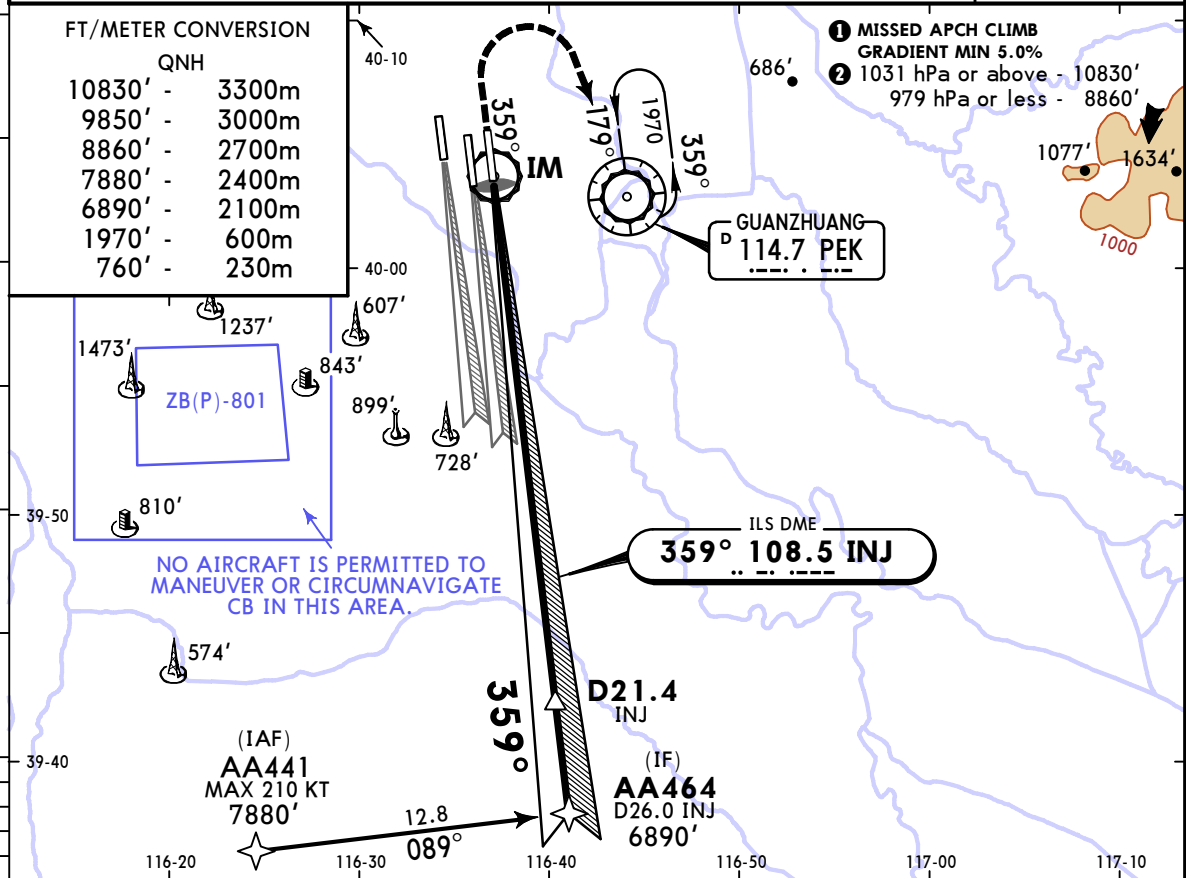 FT/METER CONVERSION
QNH
10830' - 3300m
9850' - 3000m
8860' - 2700m
7880' - 2400m
6890' - 2100m
1970' - 600m
760' - 230m
40-10
1 MISSED APCH CLIMB
GRADIENT MIN 5.0%
2 1031 hPa or above - 10830'
979 hPa or less - 8860'
686'
1077'
1634'
1000
359°
IM
179°
1970
359°
GUANZHUANG
D 114.7 PEK
40-00
1237'
607'
1473'
843'
ZB(P)-801
899'
728'
810'
39-50
NO AIRCRAFT IS PERMITTED TO
MANEUVER OR CIRCUMNAVIGATE
CB IN THIS AREA.
ILS DME
359° 108.5 INJ
574'
359°
D21.4
INJ
39-40
(IAF)
AA441
MAX 210 KT
7880'
12.8
089°
(IF)
AA464
D26.0 INJ
6890'
116-20
116-30
116-40
116-50
117-00
117-10